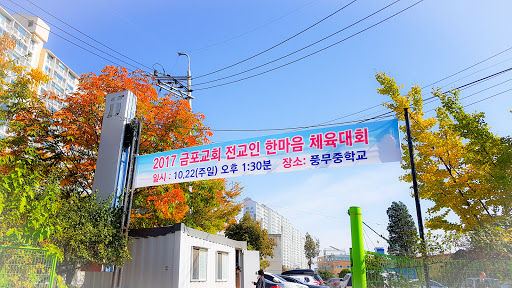 2017 금포교회 전교인 한마음 체육대회
일시 : 10,22(주일) 오후 1:30분 장소: 풍무중학교